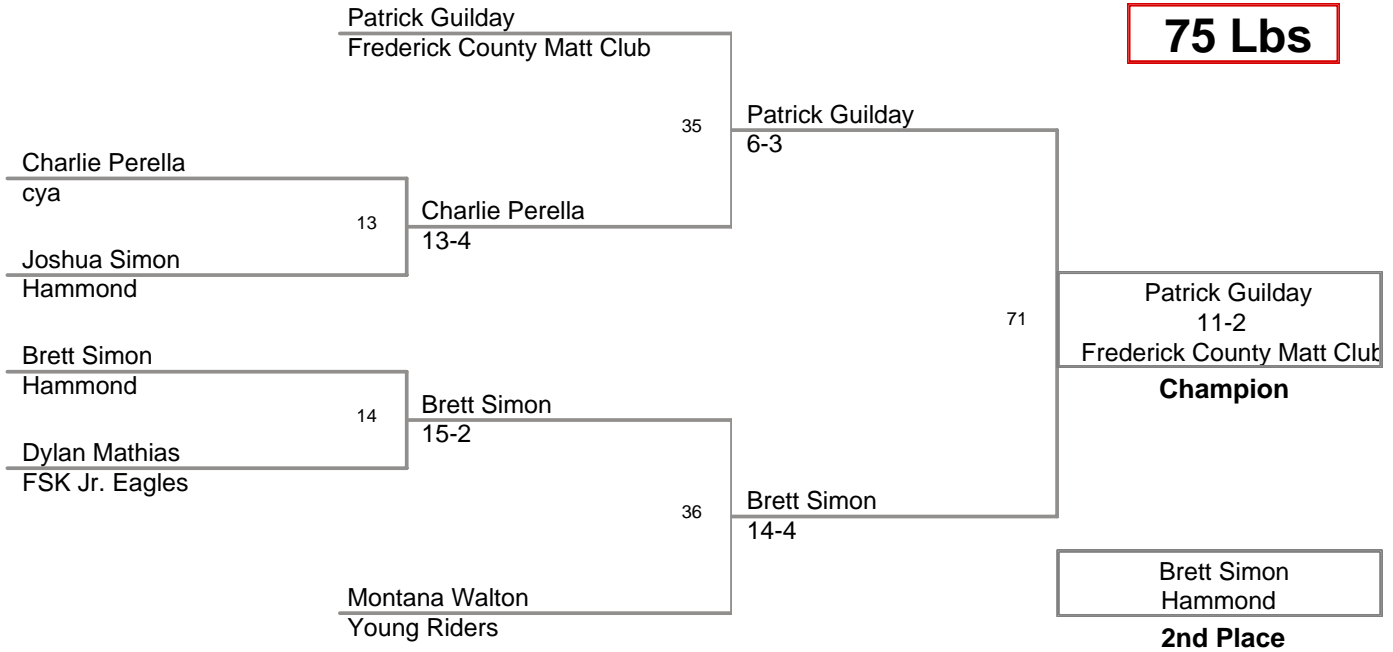 Patrick Guilday
Frederick County Matt Club
75 Lbs
35
Patrick Guilday
6-3
Charlie Perella
cya
13
Charlie Perella
13-4
Joshua Simon
Hammond
Patrick Guilday
11-2
Frederick County Matt Club
Champion
71
Brett Simon
Hammond
14
Brett Simon
15-2
Dylan Mathias
FSK Jr. Eagles
36
Brett Simon
14-4
Montana Walton
Young Riders
Brett Simon
Hammond
2nd Place